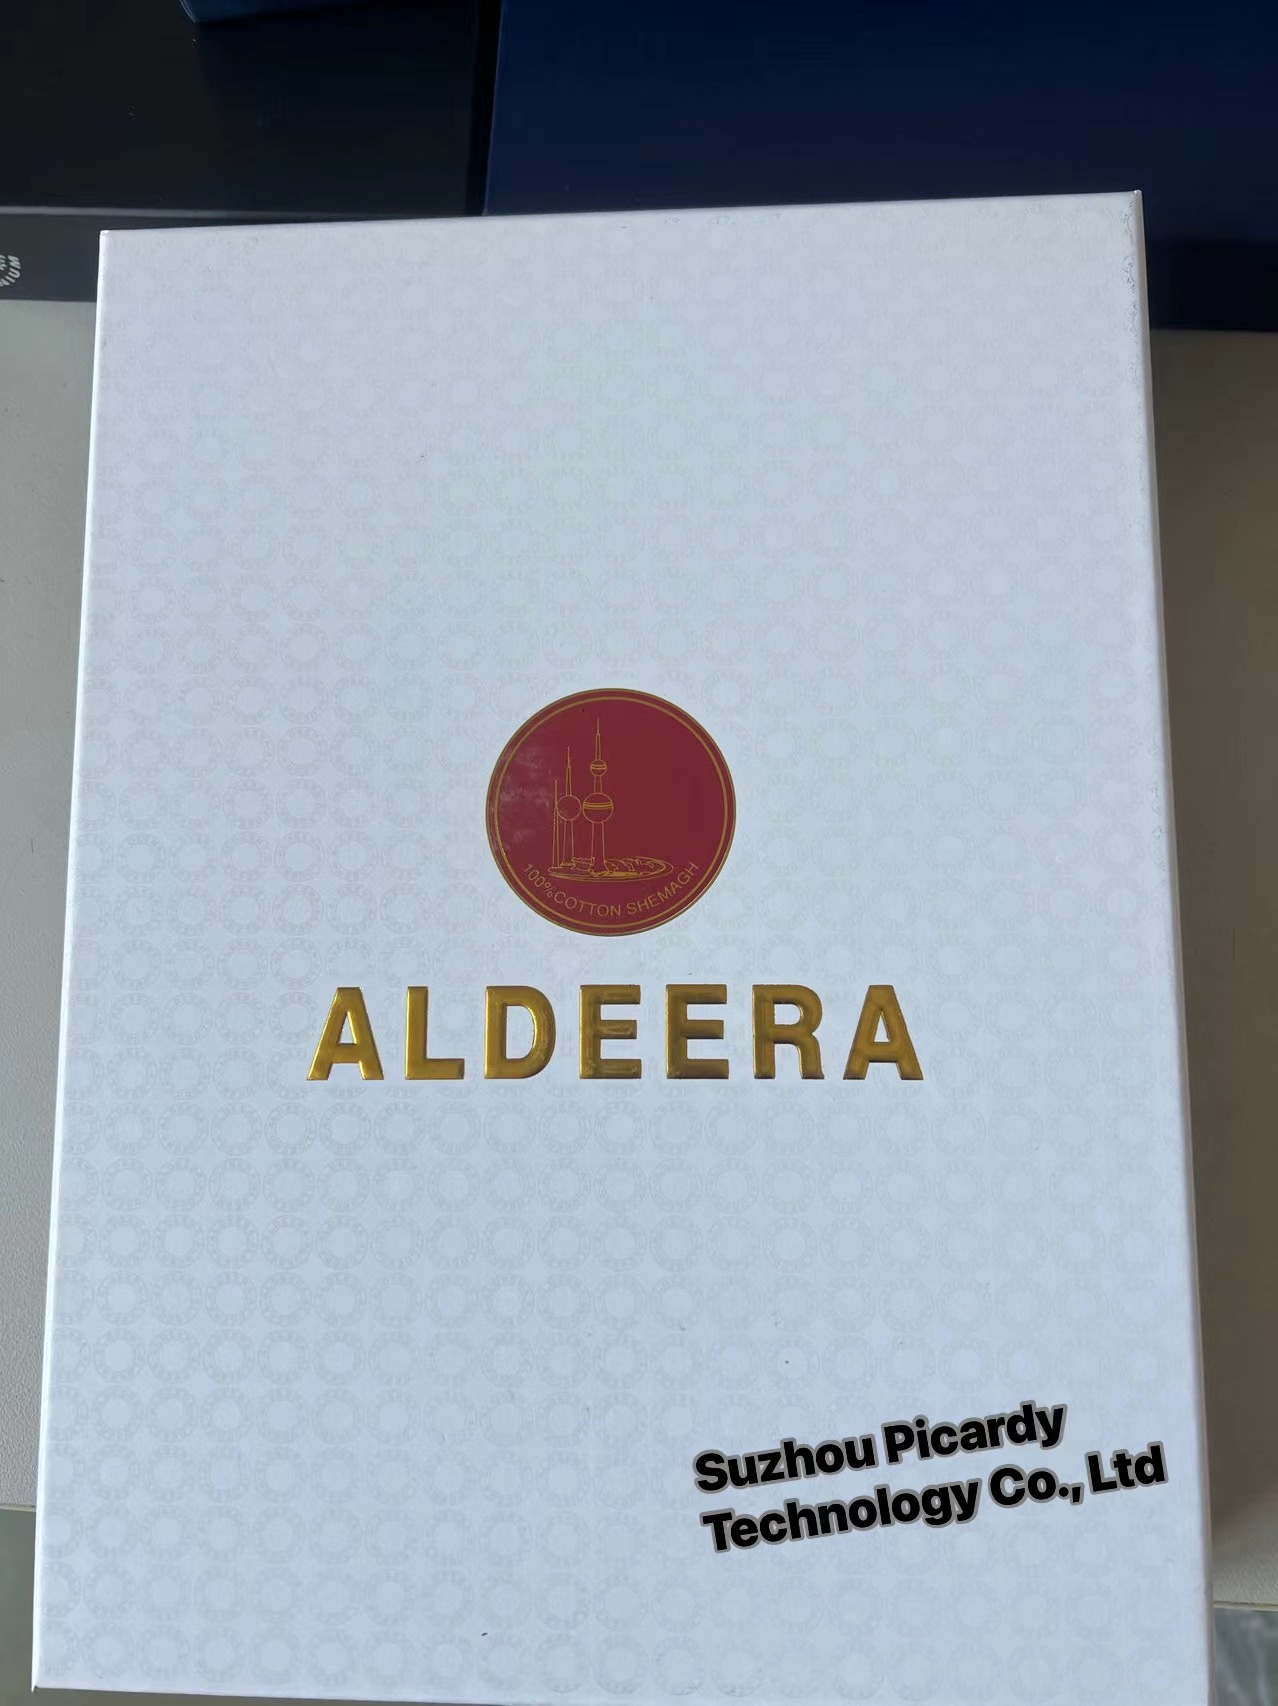 100%COTTON SHEMAGH
ALDEERA
Suzhou Picardy
Technology Co., Ltd